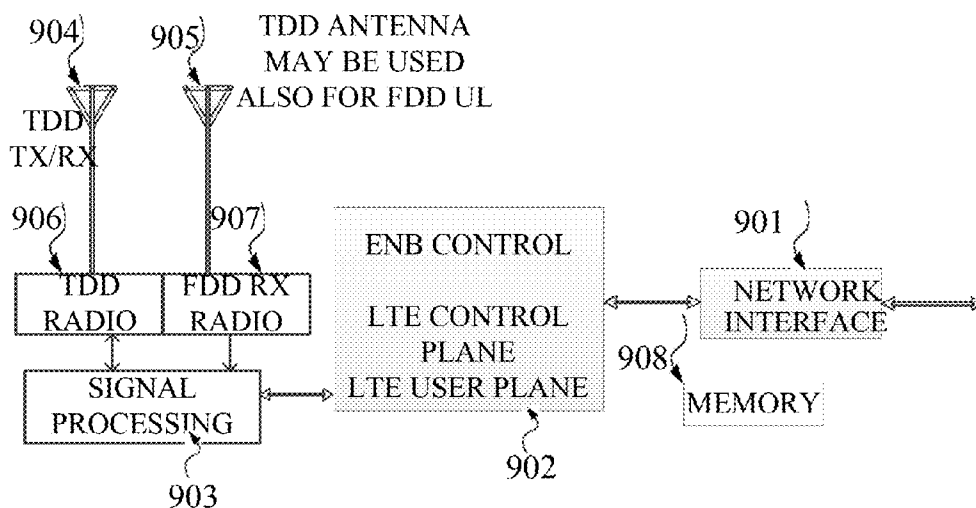 904
905
TDD ANTENNA
MAY BE USED
ALSO FOR FDD UL
TDD
TX/RX
906
907
901
ENB CONTROL
LTE CONTROL
PLANE
LTE USER PLANE
TDD
RADIO
FDD RX
RADIO
NETWORK
INTERFACE
908
MEMORY
SIGNAL
PROCESSING
902
903